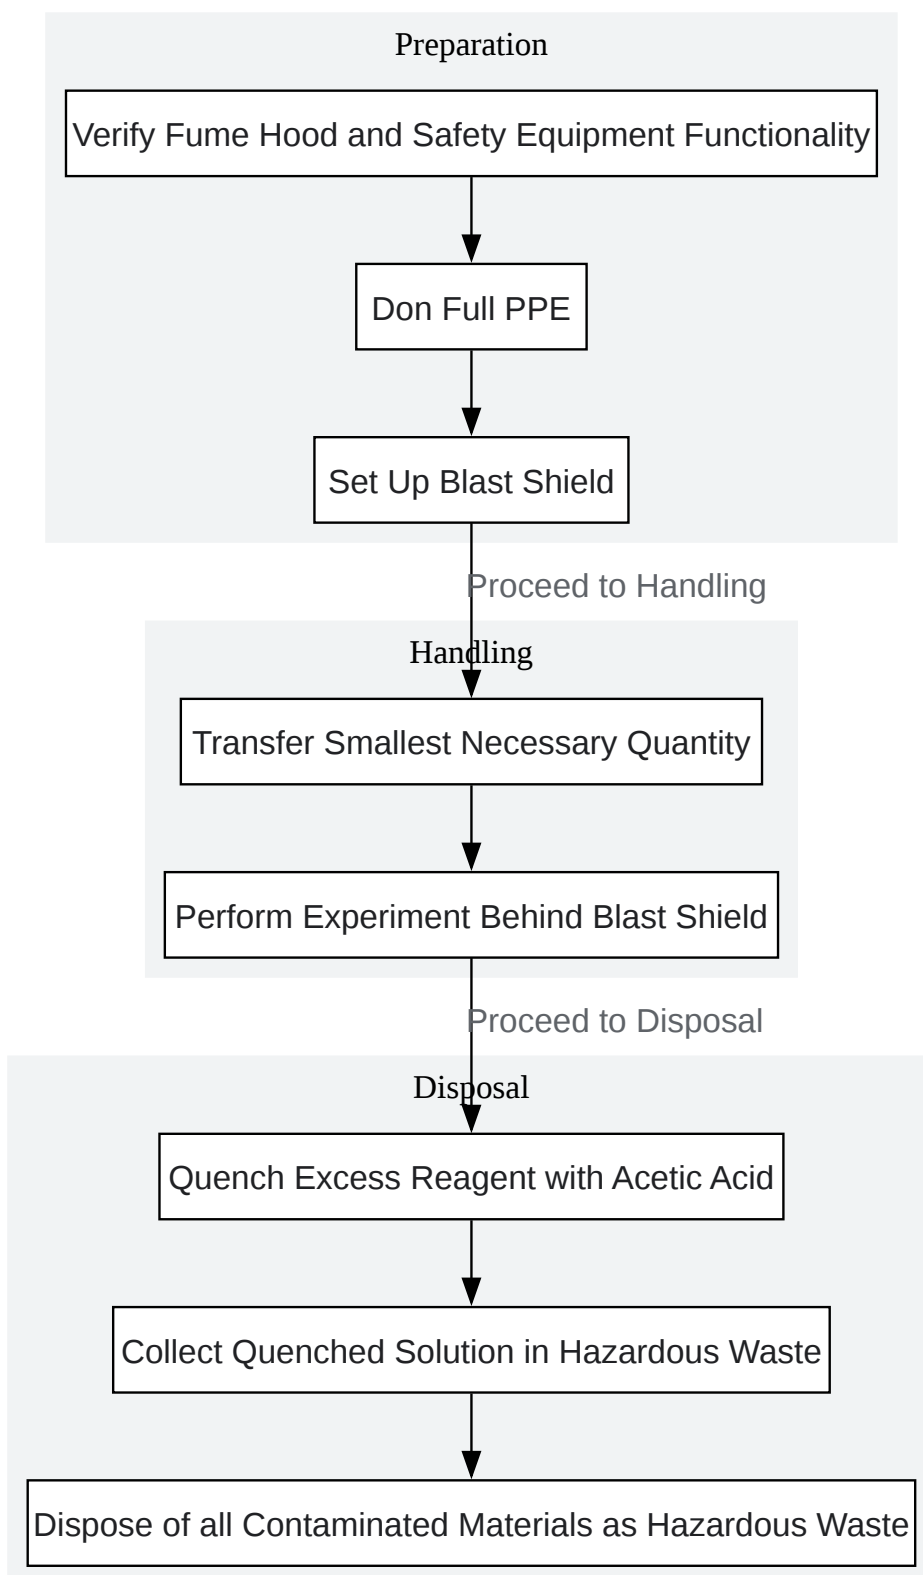 Preparation
Verify Fume Hood and Safety Equipment Functionality
Don Full PPE
Set Up Blast Shield
Proceed to Handling
Handling
Transfer Smallest Necessary Quantity
Perform Experiment Behind Blast Shield
Proceed to Disposal
Disposal
Quench Excess Reagent with Acetic Acid
Collect Quenched Solution in Hazardous Waste
Dispose of all Contaminated Materials as Hazardous Waste